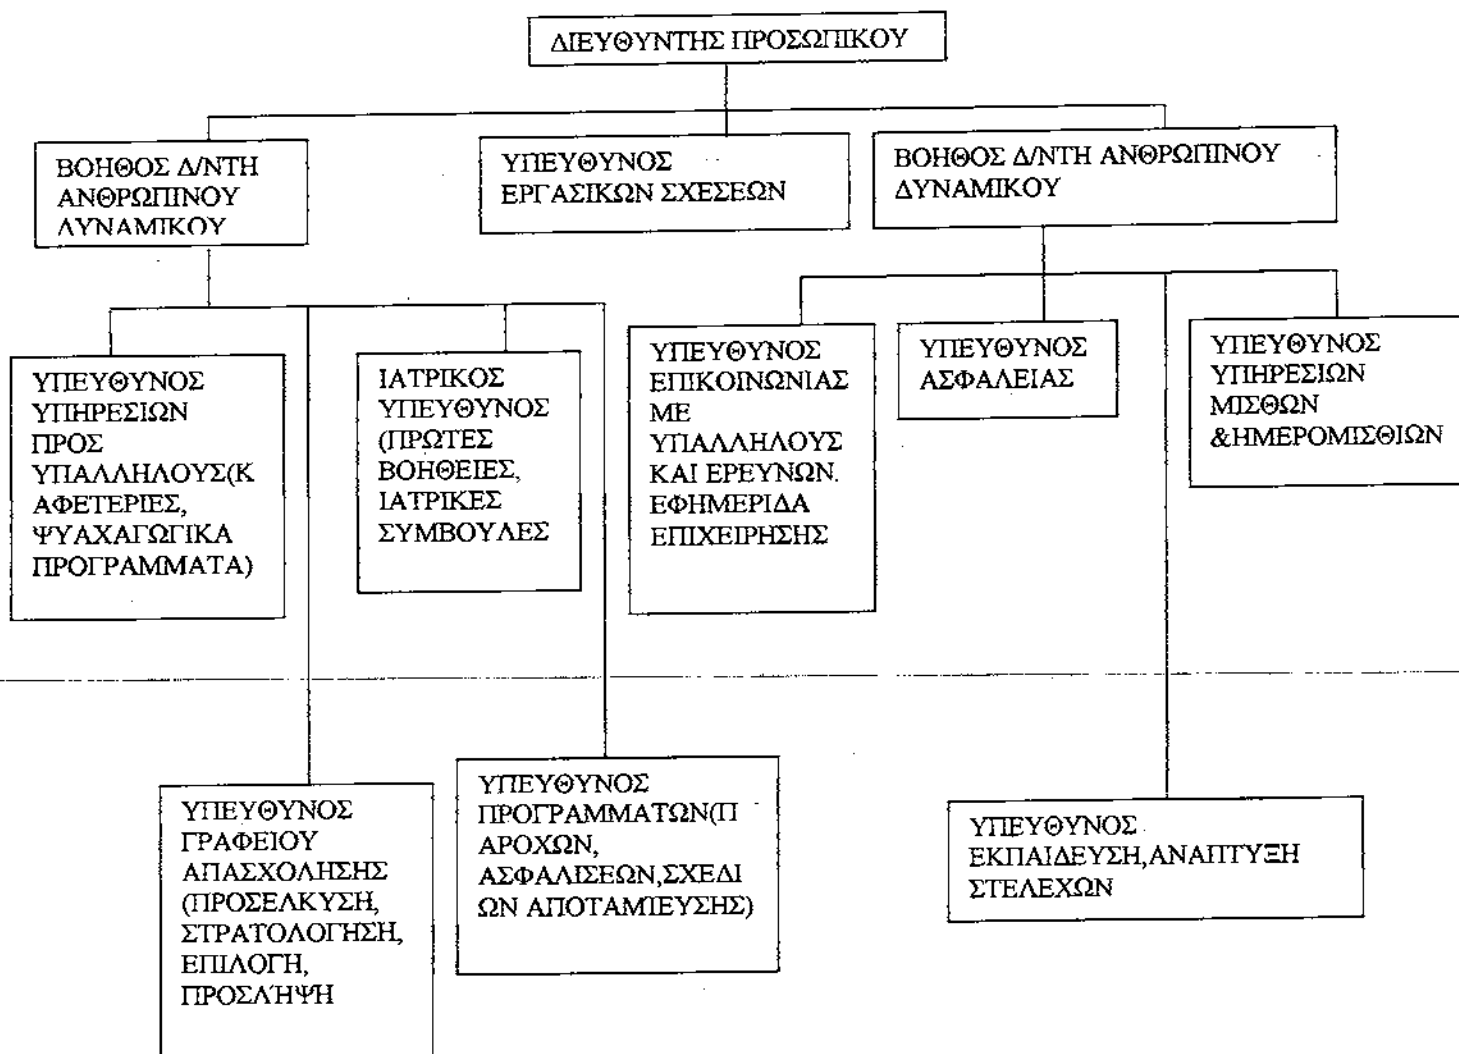 ΔΙΕΥΘΥΝΤΗΣ ΠΡΟΣΩΠΙΚΟΥ
ΒΟΗΘΟΣ Δ/ΝΤΗ
ΑΝΘΡΩΠΙΝΟΥ
ΔΥΝΑΜΙΚΟΥ
ΥΠΕΥΘΥΝΟΣ
ΕΡΓΑΣΙΚΩΝ ΣΧΕΣΕΩΝ
ΒΟΗΘΟΣ Δ/ΝΤΗ ΑΝΘΡΩΠΙΝΟΥ
ΔΥΝΑΜΙΚΟΥ
ΥΠΕΥΘΥΝΟΣ
ΥΠΗΡΕΣΙΩΝ
ΠΡΟΣ
ΥΠΑΛΛΗΛΟΥΣ(Κ
ΑΦΕΤΕΡΙΕΣ,
ΨΥΑΧΑΓΩΓΙΚΑ
ΠΡΟΓΡΑΜΜΑΤΑ)
ΙΑΤΡΙΚΟΣ
ΥΠΕΥΘΥΝΟΣ
(ΠΡΩΤΕΣ
ΒΟΗΘΕΙΕΣ,
ΙΑΤΡΙΚΕΣ
ΣΥΜΒΟΥΛΕΣ
ΥΠΕΥΘΥΝΟΣ
ΕΠΙΚΟΙΝΩΝΙΑΣ
ΜΕ
ΥΠΑΛΛΗΛΟΥΣ
ΚΑΙ ΕΡΕΥΝΩΝ.
ΕΦΗΜΕΡΙΔΑ
ΕΠΙΧΕΙΡΗΣΗΣ
ΥΠΕΥΘΥΝΟΣ
ΑΣΦΑΛΕΙΑΣ
ΥΠΕΥΘΥΝΟΣ
ΥΠΗΡΕΣΙΩΝ
ΜΙΣΘΩΝ
&ΗΜΕΡΟΜΙΣΘΙΩΝ
ΥΠΕΥΘΥΝΟΣ
ΓΡΑΦΕΙΟΥ
ΑΠΑΣΧΟΛΗΣΗΣ
(ΠΡΟΣΕΛΚΥΣΗ,
ΣΤΡΑΤΟΛΟΓΗΣΗ,
ΕΠΙΛΟΓΗ,
ΠΡΟΣΛΉΨΗ
ΥΠΕΥΘΥΝΟΣ
ΠΡΟΓΡΑΜΜΑΤΩΝ(Π
ΑΡΟΧΩΝ,
ΑΣΦΑΛΙΣΕΩΝ,ΣΧΕΔΙ
ΩΝ ΑΠΟΤΑΜΙΕΥΣΗΣ)
ΥΠΕΥΘΥΝΟΣ
ΕΚΠΑΙΔΕΥΣΗ,ΑΝΑΠΤΥΞΗ
ΣΤΕΛΕΧΩΝ